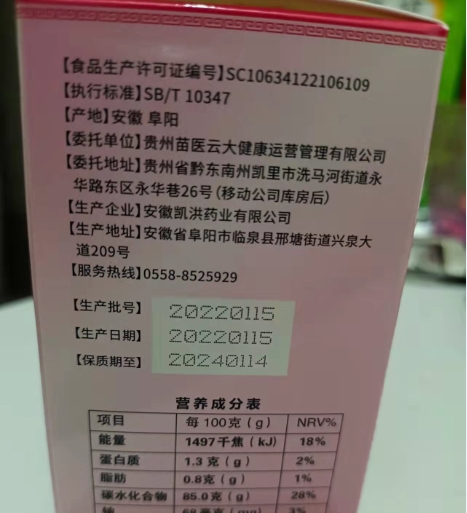 【食品生产许可证编号】SC10634122106109
【执行标准】SB/T 10347
【产地】安徽 阜阳
【委托单位】贵州苗医云大健康运营管理有限公司
【委托地址】贵州省黔东南州凯里市洗马河街道永
华路东区永华巷26号(移动公司库房后)
【生产企业】安徽凯洪药业有限公司
【生产地址】安徽省阜阳市临泉县邢塘街道兴泉大
道209号
【服务热线】0558-8525929
【生产批号】 20220115
【生产日期】 20220115
【保质期至】 20240114
营养成分表
项目 每 100克(g) NRV%
能量 1497千焦(kJ) 18%
蛋白质 1.3 克(g) 2%
脂肪 0.8克(g) 1%
碳水化合物 85.0克(g) 28%